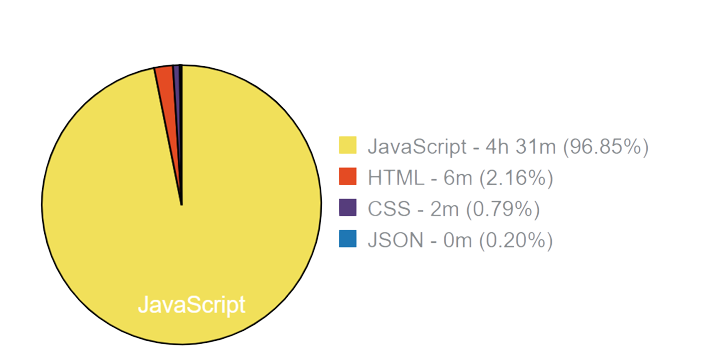 JavaScript - 4h 31m (96.85%)
HTML - 6m (2.16%)
CSS - 2m (0.79%)
JSON - 0m (0.20%)
JavaScript